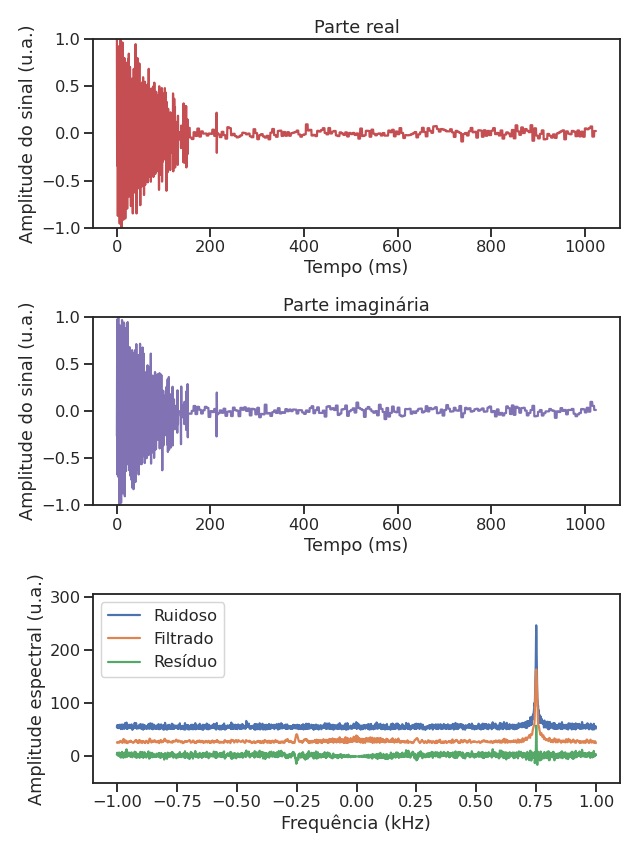 Parte real
Amplitude do sinal (u.a.)
1.0
0.5
0.0
−0.5
−1.0
0 200 400 600 800 1000
Tempo (ms)
Parte imaginária
Amplitude do sinal (u.a.)
1.0
0.5
0.0
−0.5
−1.0
0 200 400 600 800 1000
Tempo (ms)
Amplitude espectral (u.a.)
300
200
100
0
Ruidoso
Filtrado
Resíduo
−1.00 −0.75 −0.50 −0.25 0.00 0.25 0.50 0.75 1.00
Frequência (kHz)